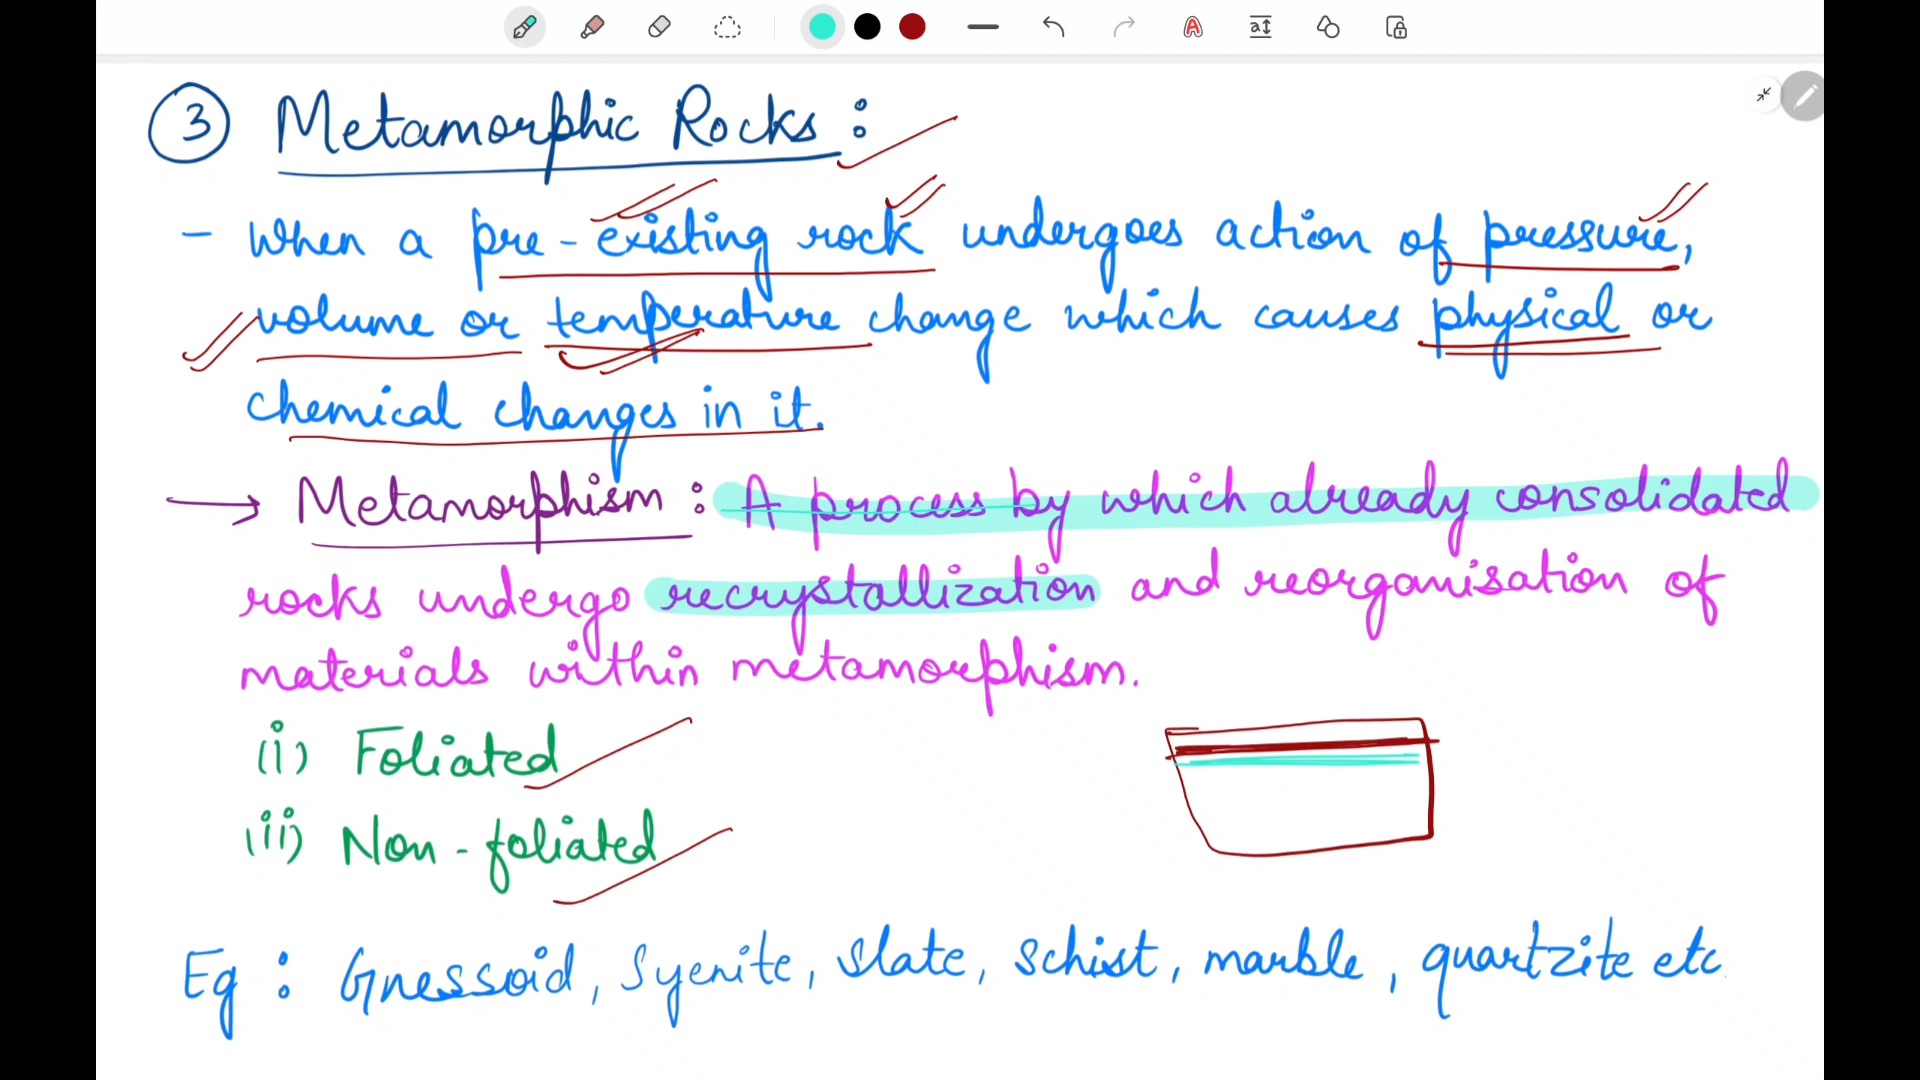 ③ Metamorphic Rocks :
- When a pre-existing rock undergoes action of pressure,
volume or temperature change which causes physical or
chemical changes in it.
→ Metamorphism : A process by which already consolidated
rocks undergo recrystallization and reorganisation of
materials within metamorphism.
(i) Foliated
(ii) Non-foliated
Eg : Gnessoid, Syenite, slate, schist, marble, quartzite etc.